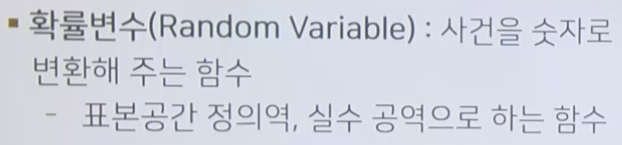 ▪ 확률변수(Random Variable) : 사건을 숫자로
변환해 주는 함수
- 표본공간 정의역, 실수 공역으로 하는 함수